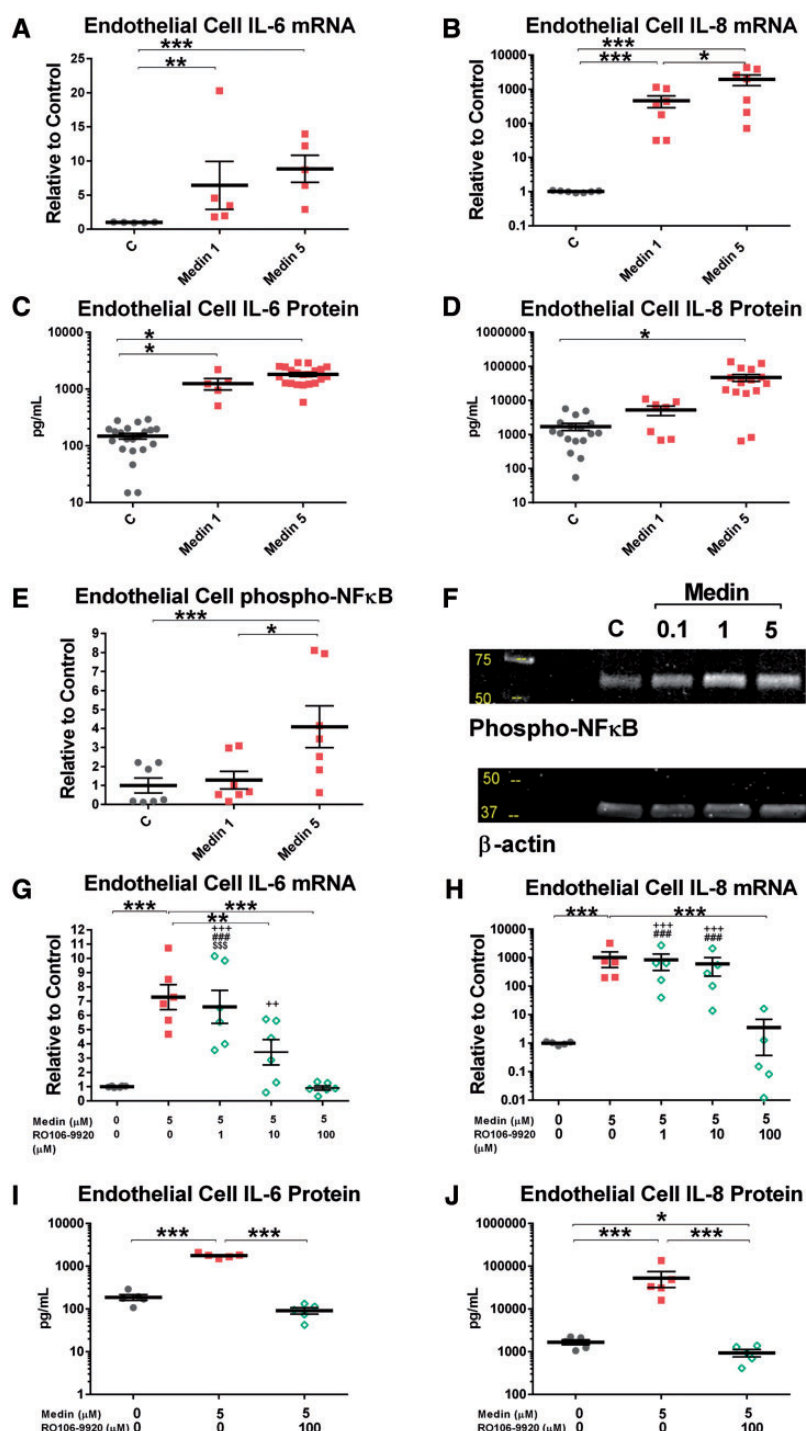 A
Endothelial Cell IL-6 mRNA
***
**
Relative to Control
25
20
15
10
5
0
C
Medin 1
Medin 5
B
Endothelial Cell IL-8 mRNA
***
***
*
Relative to Control
10000
1000
100
10
1
0.1
C
Medin 1
Medin 5
C
Endothelial Cell IL-6 Protein
*
*
pg/mL
10000
1000
100
10
C
Medin 1
Medin 5
D
Endothelial Cell IL-8 Protein
*
pg/mL
1000000
100000
10000
1000
100
10
C
Medin 1
Medin 5
E
Endothelial Cell phospho-NFκB
***
*
Relative to Control
9
8
7
6
5
4
3
2
1
0
C
Medin 1
Medin 5
F
Medin
C 0.1 1 5
75
50
Phospho-NFκB
50
37
β-actin
G
Endothelial Cell IL-6 mRNA
*** ***
**
+++
###
$$$
++
Relative to Control
12
11
10
9
8
7
6
5
4
3
2
1
0
Medin (μM) 0 5 5 5 5
RO106-9920 0 0 1 10 100
(μM)
H
Endothelial Cell IL-8 mRNA
*** ***
+++ +++
### ###
Relative to Control
10000
1000
100
10
1
0.1
0.01
Medin (μM) 0 5 5 5 5
RO106-9920 0 0 1 10 100
(μM)
I
Endothelial Cell IL-6 Protein
*** ***
pg/mL
10000
1000
100
10
1
Medin (μM) 0 5 5
RO106-9920 (μM) 0 0 100
J
Endothelial Cell IL-8 Protein
*
*** ***
pg/mL
1000000
100000
10000
1000
100
Medin (μM) 0 5 5
RO106-9920 (μM) 0 0 100